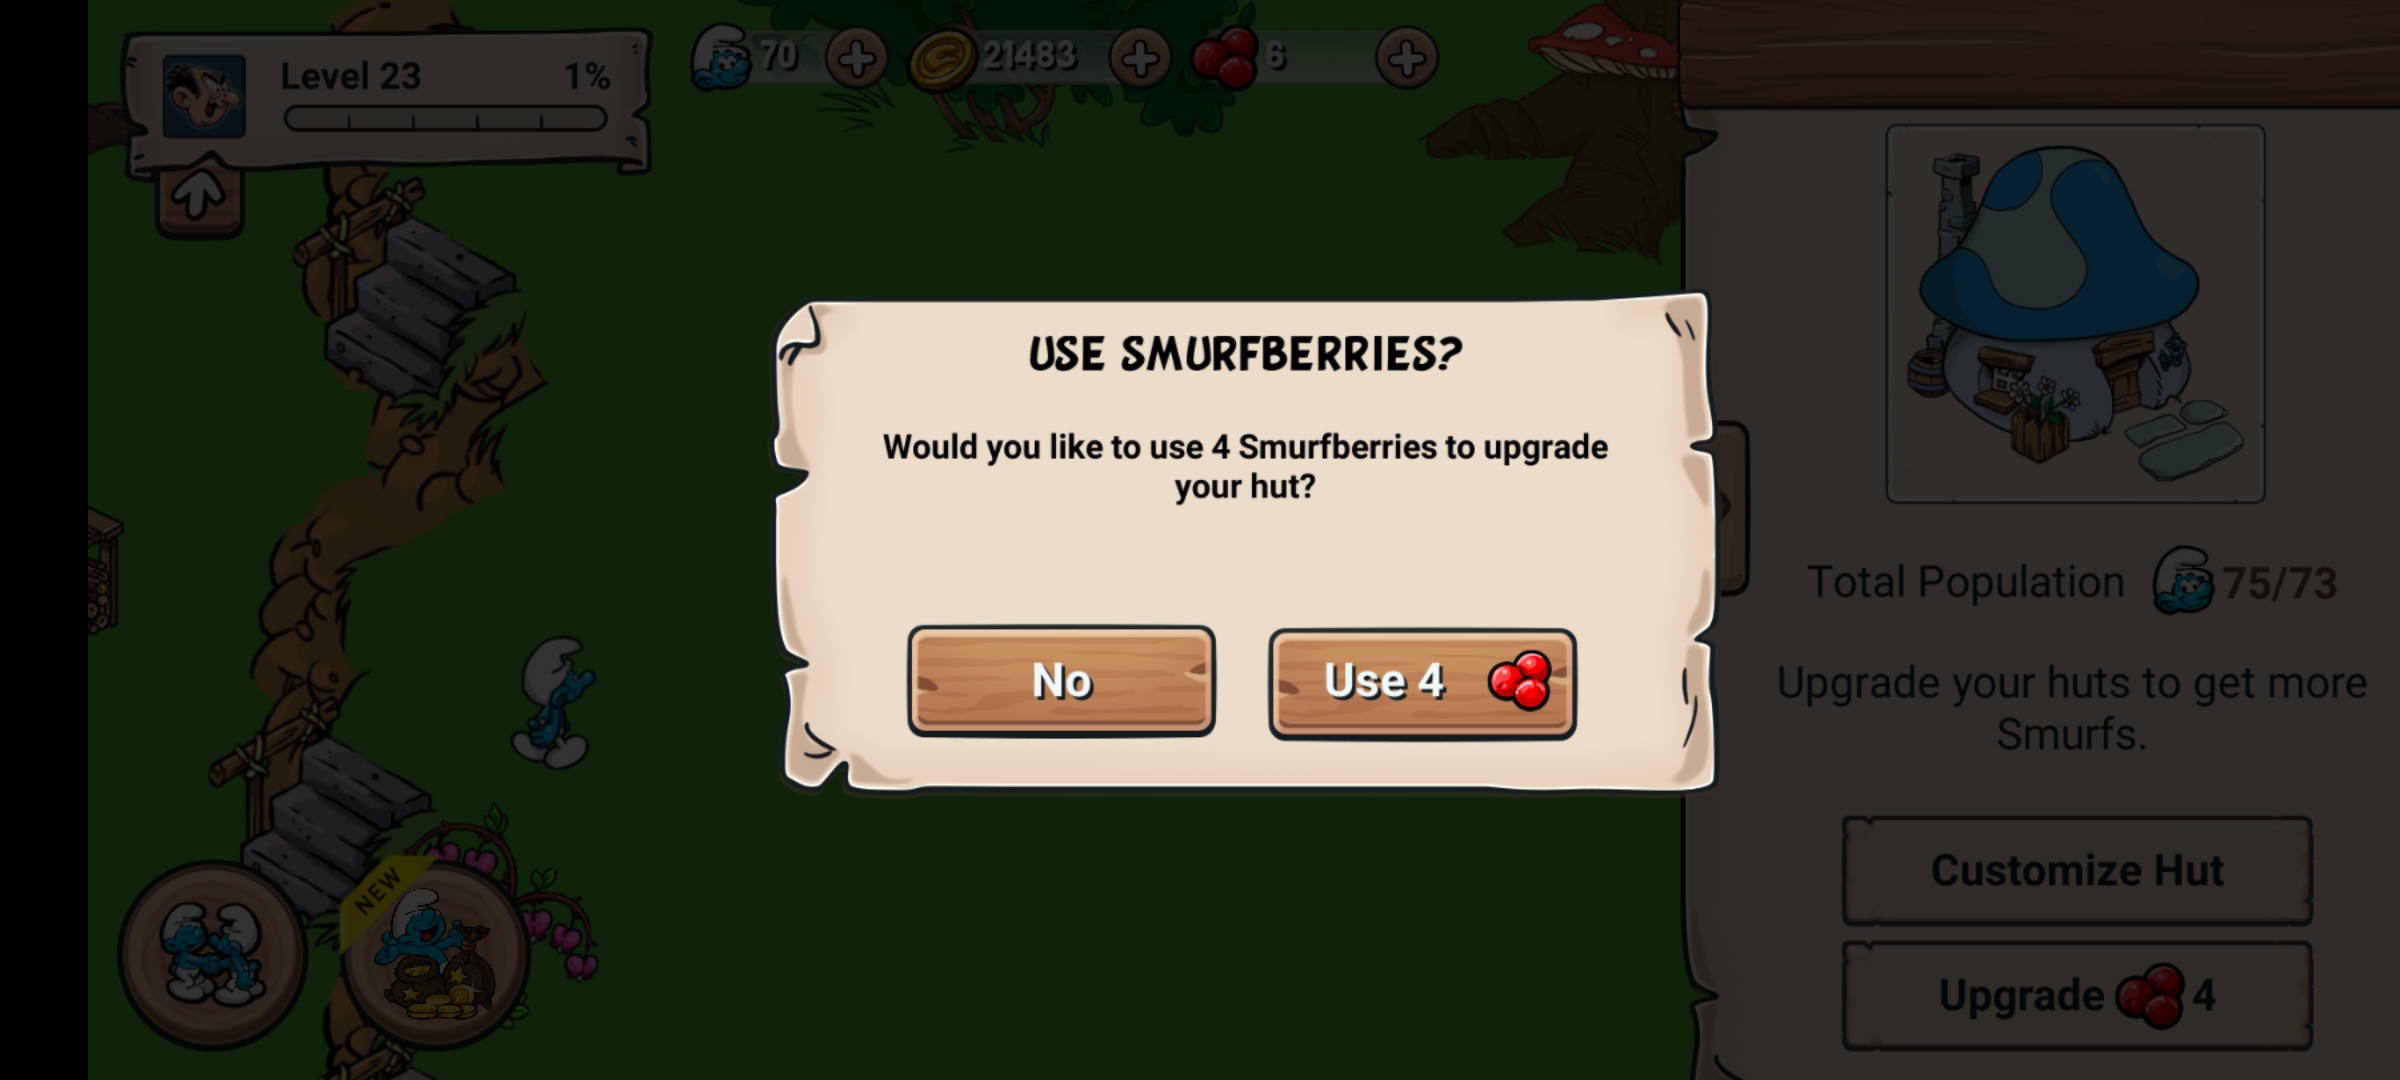 Level 23 1%
70 21483 6
USE SMURFBERRIES?
Would you like to use 4 Smurfberries to upgrade
your hut?
No
Use 4
Total Population 75/73
Upgrade your huts to get more
Smurfs.
Customize Hut
Upgrade 4
NEW